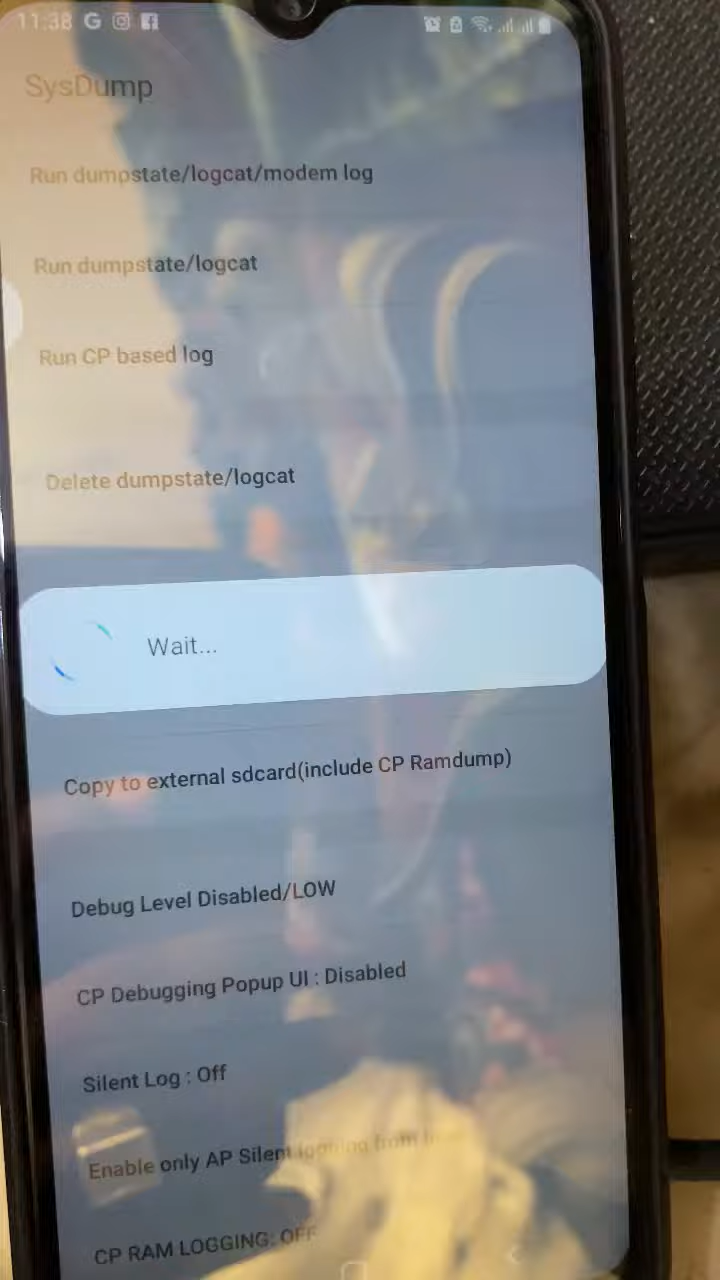 11:38 G
SysDump
Run dumpstate/logcat/modem log
Run dumpstate/logcat
Run CP based log
Delete dumpstate/logcat
Wait...
Copy to external sdcard(include CP Ramdump)
Debug Level Disabled/LOW
CP Debugging Popup UI : Disabled
Silent Log : Off
Enable only AP Silent logging from
CP RAM LOGGING: OFF